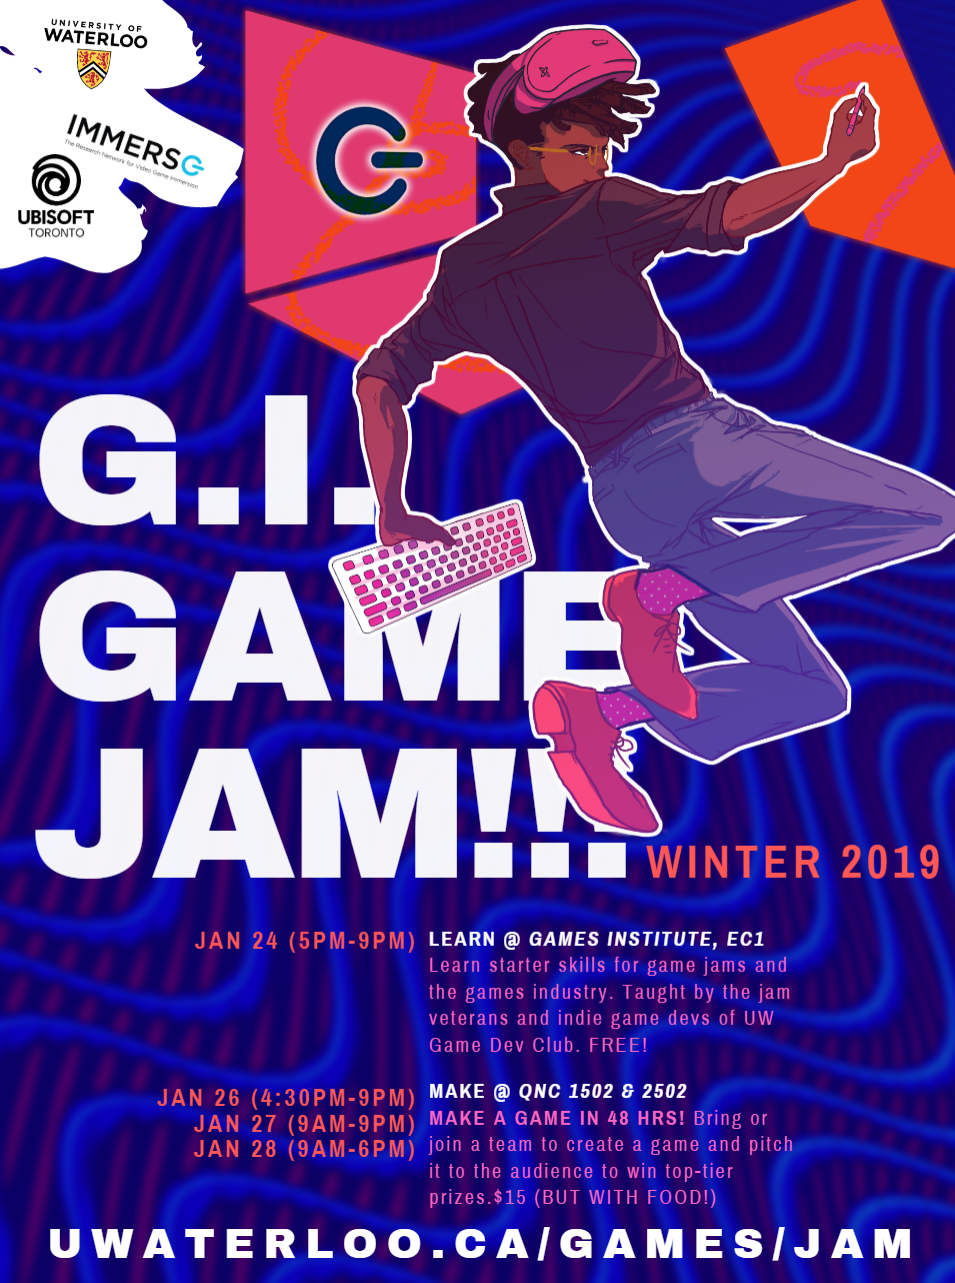 UNIVERSITY OF
WATERLOO
IMMERSe
The Research Network for Video Game Immersion
UBISOFT
TORONTO
G.I.
GAME
JAM!!!
WINTER 2019
JAN 24 (5PM-9PM)
LEARN @ GAMES INSTITUTE, EC1
Learn starter skills for game jams and
the games industry. Taught by the jam
veterans and indie game devs of UW
Game Dev Club. FREE!
JAN 26 (4:30PM-9PM)
JAN 27 (9AM-9PM)
JAN 28 (9AM-6PM)
MAKE @ QNC 1502 & 2502
MAKE A GAME IN 48 HRS! Bring or
join a team to create a game and pitch
it to the audience to win top-tier
prizes.$15 (BUT WITH FOOD!)
UWATERLOO.CA/GAMES/JAM